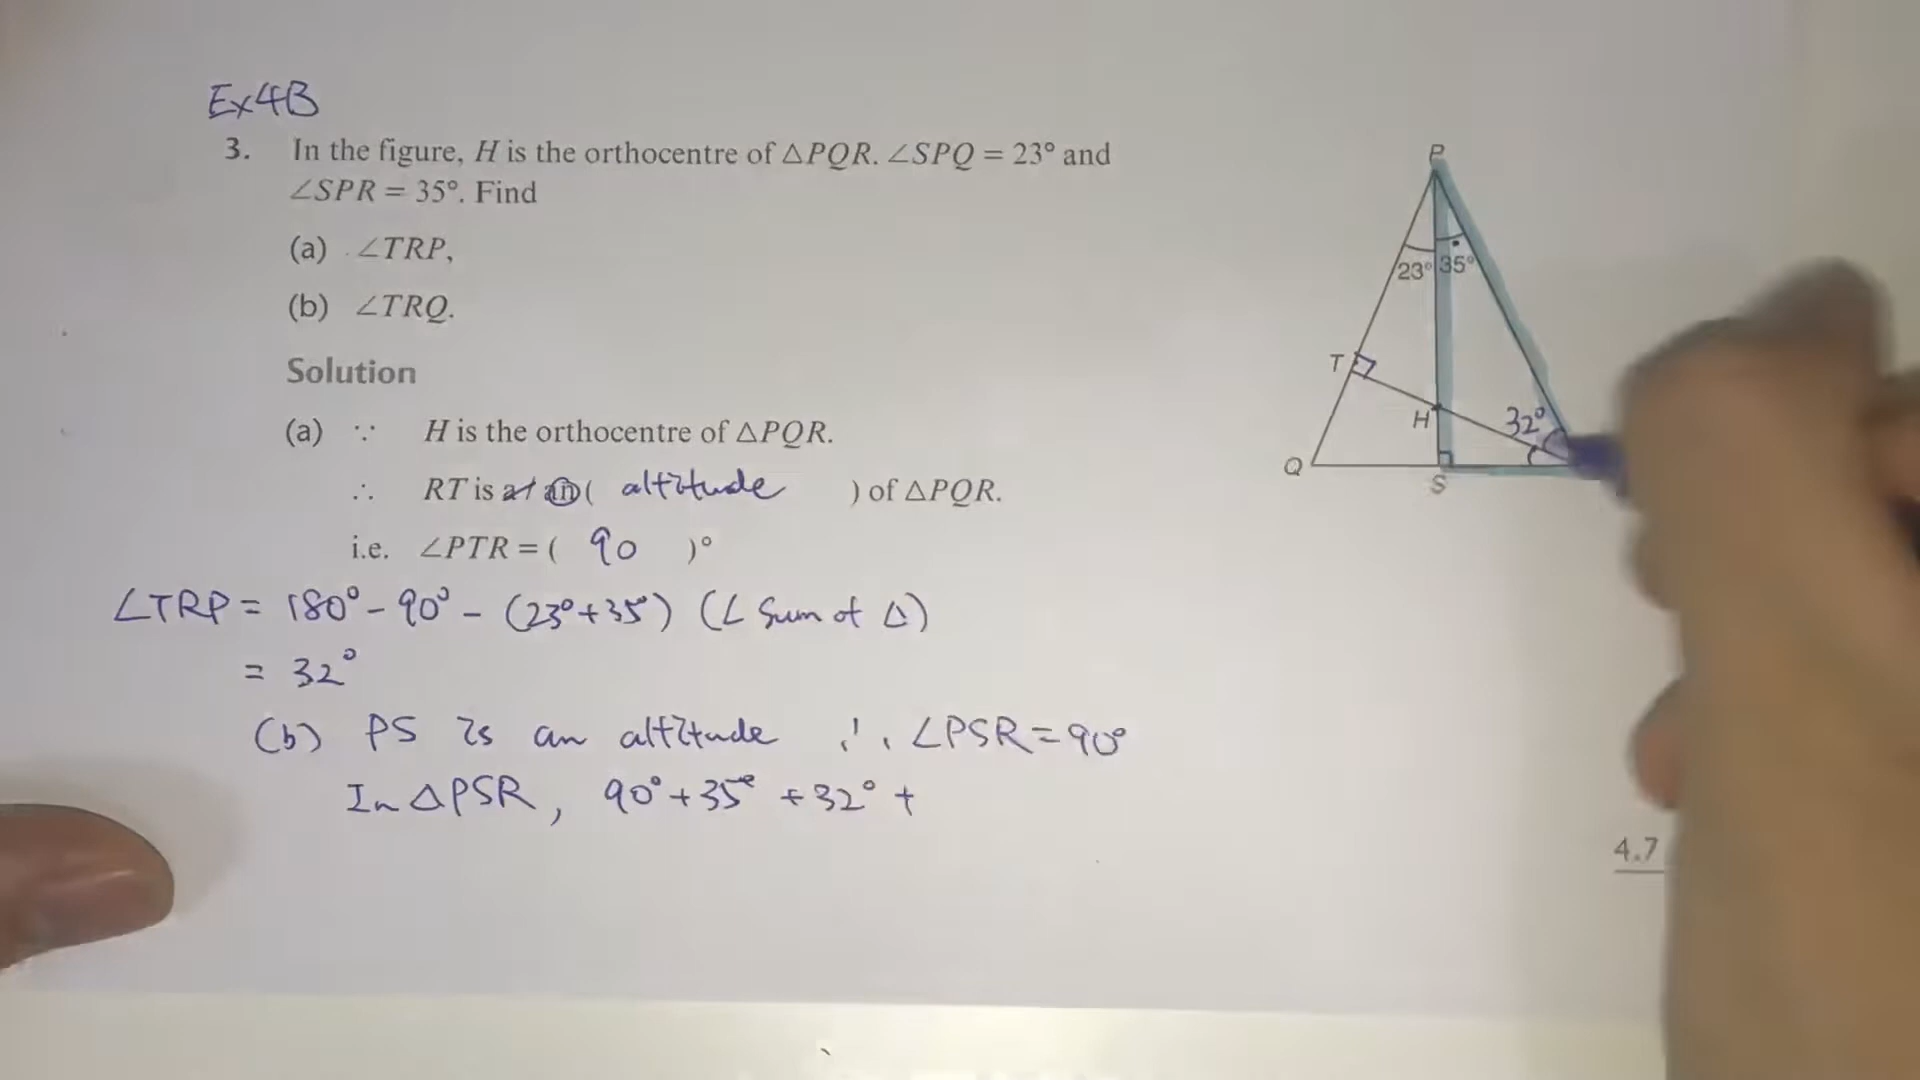 Ex4B
3. In the figure, H is the orthocentre of △PQR. ∠SPQ = 23° and
∠SPR = 35°. Find
(a) ∠TRP,
(b) ∠TRQ.
Solution
(a) ∵ H is the orthocentre of △PQR.
∴ RT is an ( altitude ) of △PQR.
i.e. ∠PTR = ( 90 )°
∠TRP = 180° - 90° - (23°+35°) (∠ sum of △)
= 32°
(b) PS is an altitude ∴ ∠PSR = 90°
In △PSR, 90° + 35° + 32° +
P
23° 35°
T
H
32°
Q
S
4.7